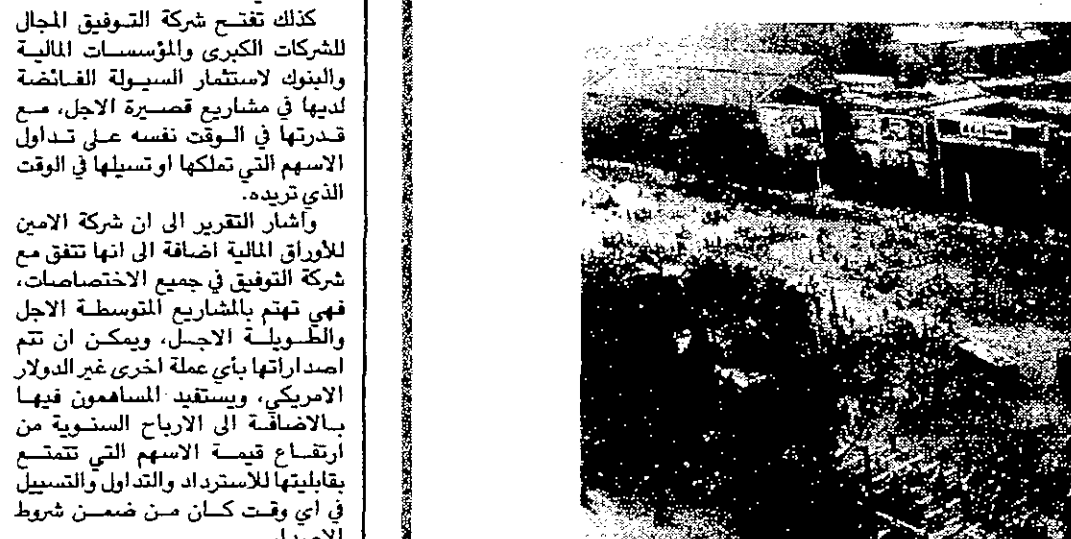 كذلك تفتح شركة التوفيق المجال
للشركات الكبرى والمؤسسات المالية
والبنوك لاستثمار السيولة الفائضة
لديها في مشاريع قصيرة الاجل، مع
قدرتها في الوقت نفسه على تداول
الاسهم التي تملكها او تسيلها في الوقت
الذي تريده.
واشار التقرير الى ان شركة الامين
للأوراق المالية اضافة الى انها تتفق مع
شركة التوفيق في جميع الاختصاصات،
فهي تهتم بالمشاريع المتوسطة الاجل
والطويلة الاجل، ويمكن ان تتم
اصداراتها بأي عملة اخرى غير الدولار
الامريكي، ويستفيد المساهمون فيها
بالاضافة الى الارباح السنوية من
ارتفاع قيمة الاسهم التي تتمتع
بقابليتها للأسترداد والتداول والتسييل
في اي وقت كان من ضمن شروط